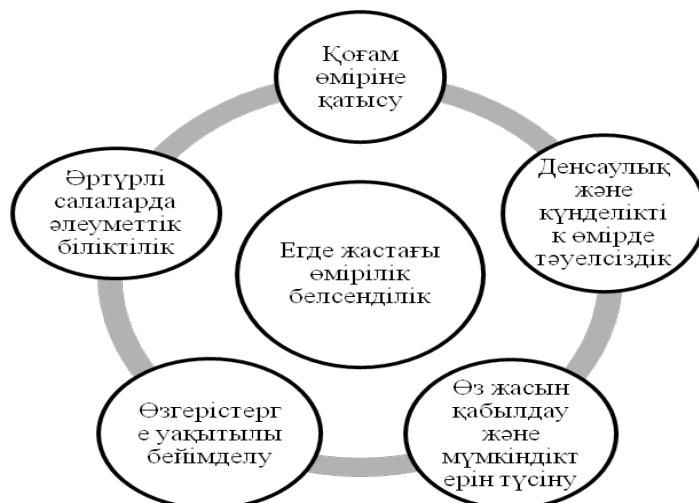 Қоғам
өміріне
қатысу
Денсаулық
және
күнделікті
к өмірде
тәуелсіздік
Өз жасын
қабылдау
және
мүмкіндікт
ерін түсіну
Өзгерістерг
е уақытылы
бейімделу
Әртүрлі
салаларда
әлеуметтік
біліктілік
Егде жастағы
өмірілік
белсенділік